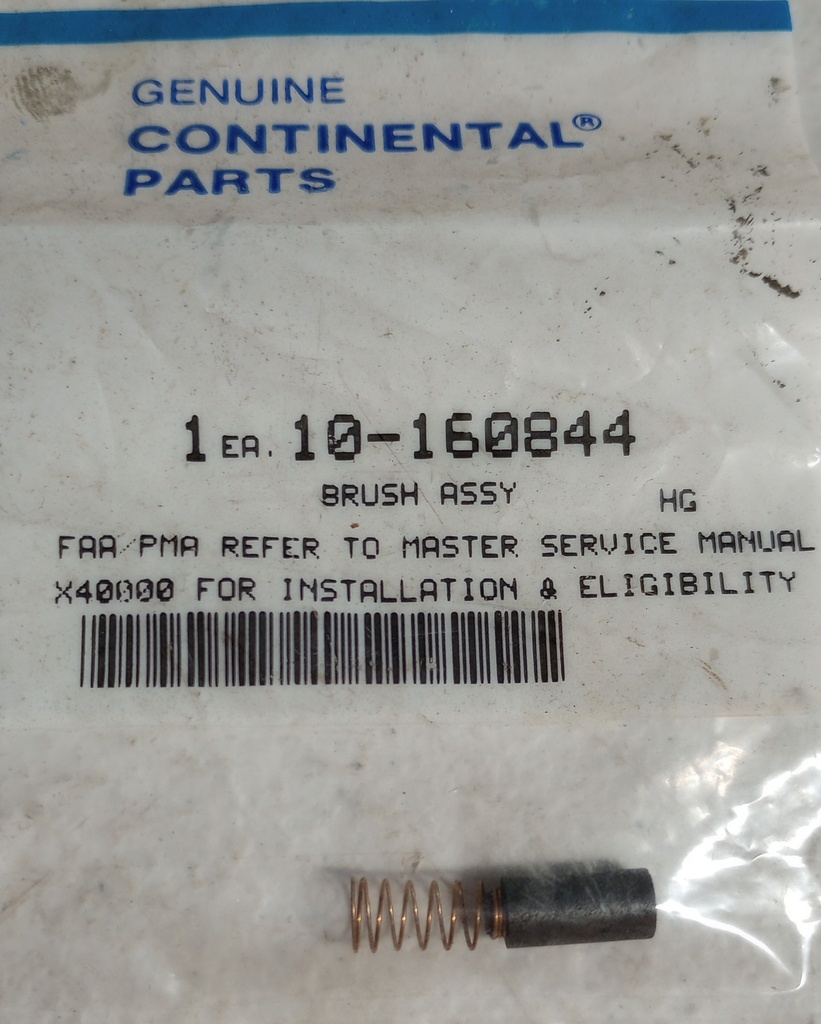 GENUINE
CONTINENTAL®
PARTS
1 EA. 10-160844
BRUSH ASSY HG
FAA/PMA REFER TO MASTER SERVICE MANUAL
X40000 FOR INSTALLATION & ELIGIBILITY